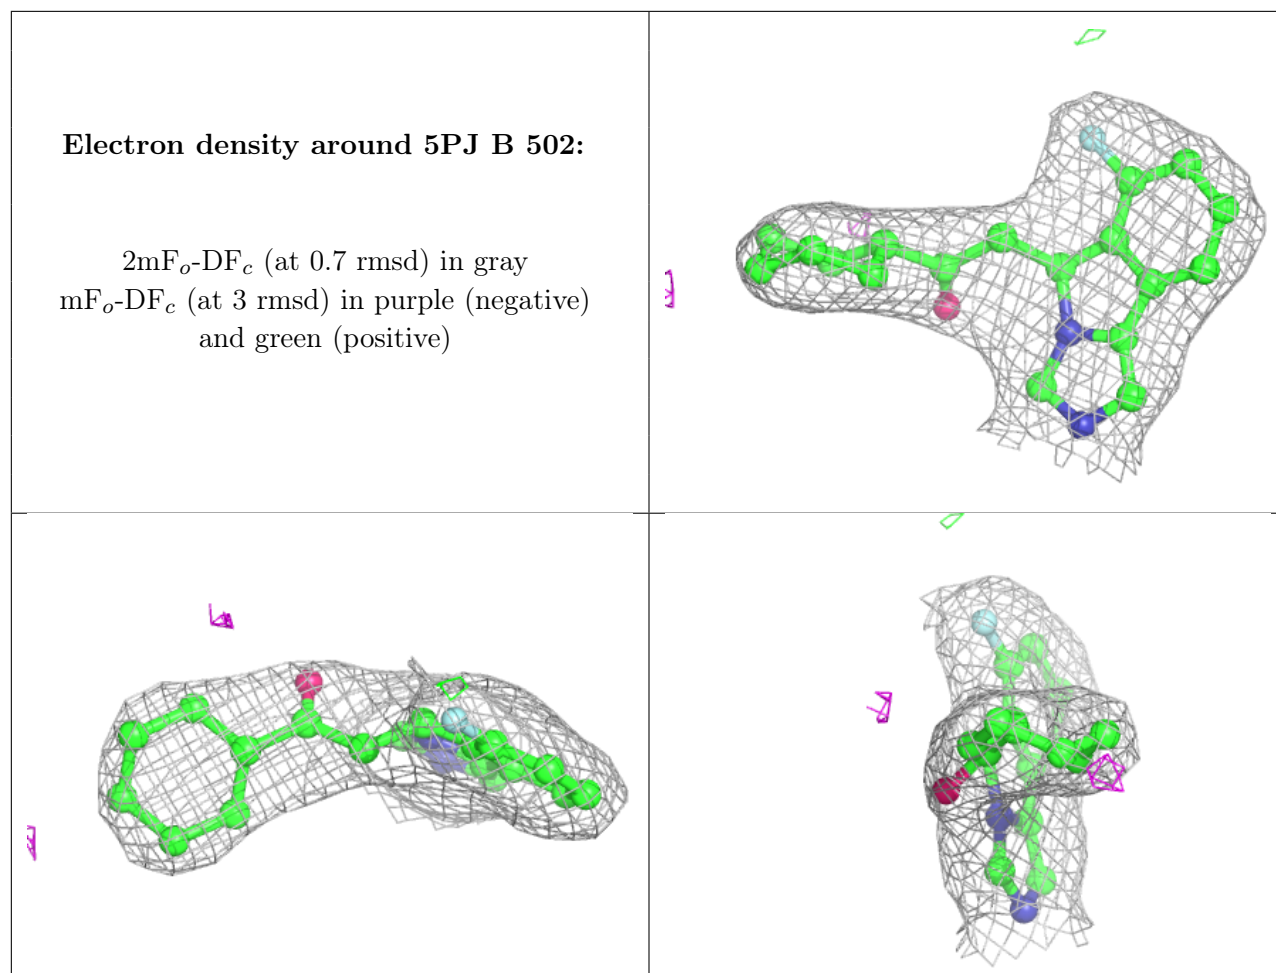 Electron density around 5PJ B 502:
2mFₒ-DF𝒸 (at 0.7 rmsd) in gray
mFₒ-DF𝒸 (at 3 rmsd) in purple (negative)
and green (positive)